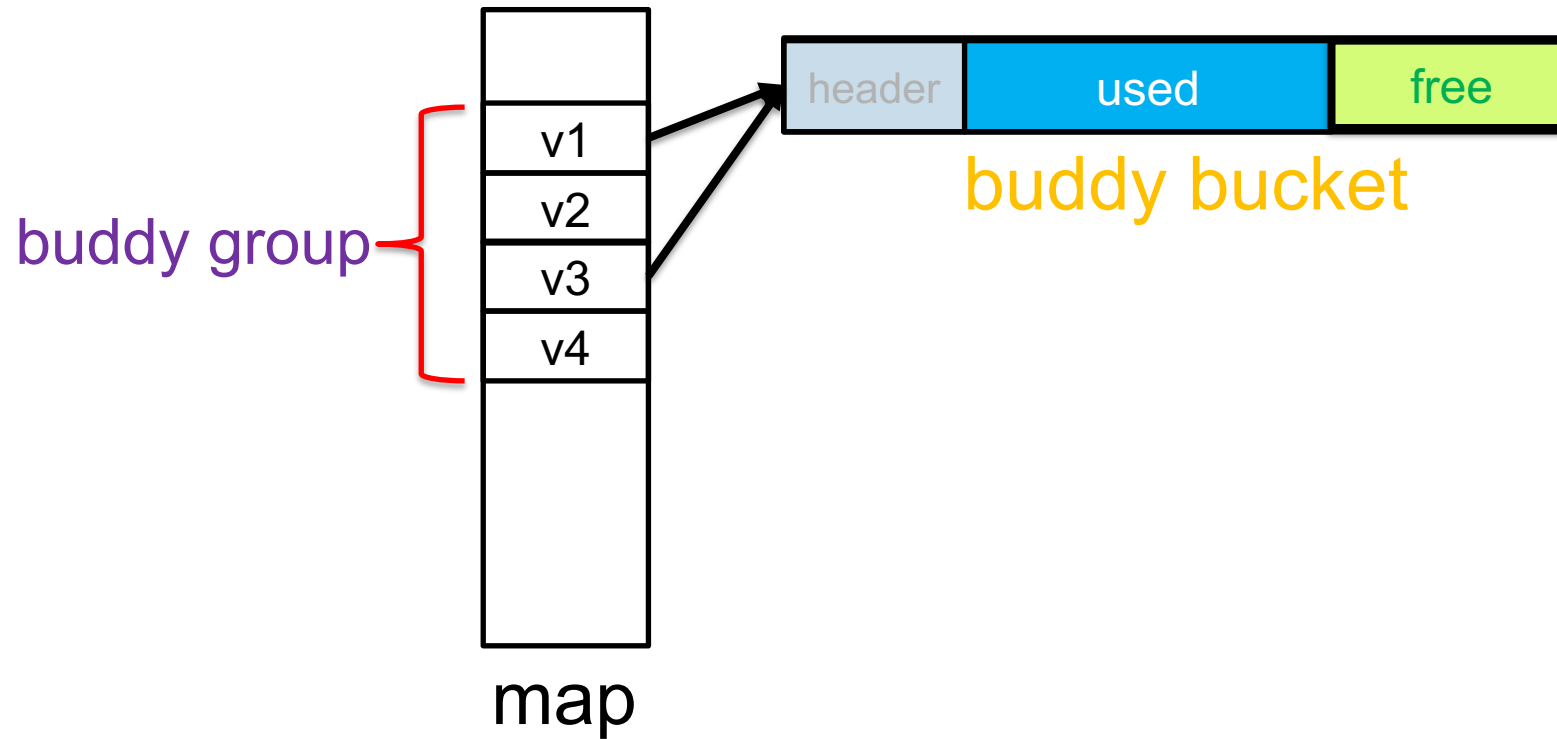 header
used
free
v1
buddy bucket
v2
buddy group
v3
v4
map